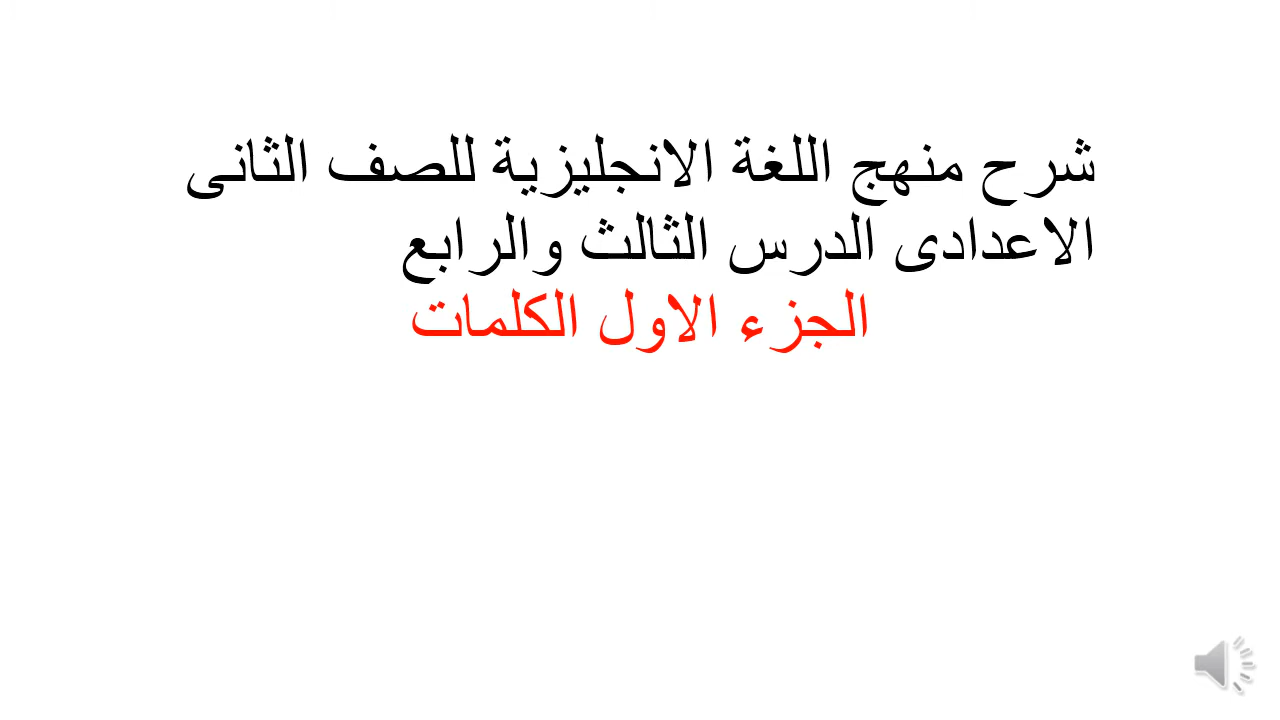 شرح منهج اللغة الانجليزية للصف الثانى
الاعدادى الدرس الثالث والرابع
الجزء الاول الكلمات